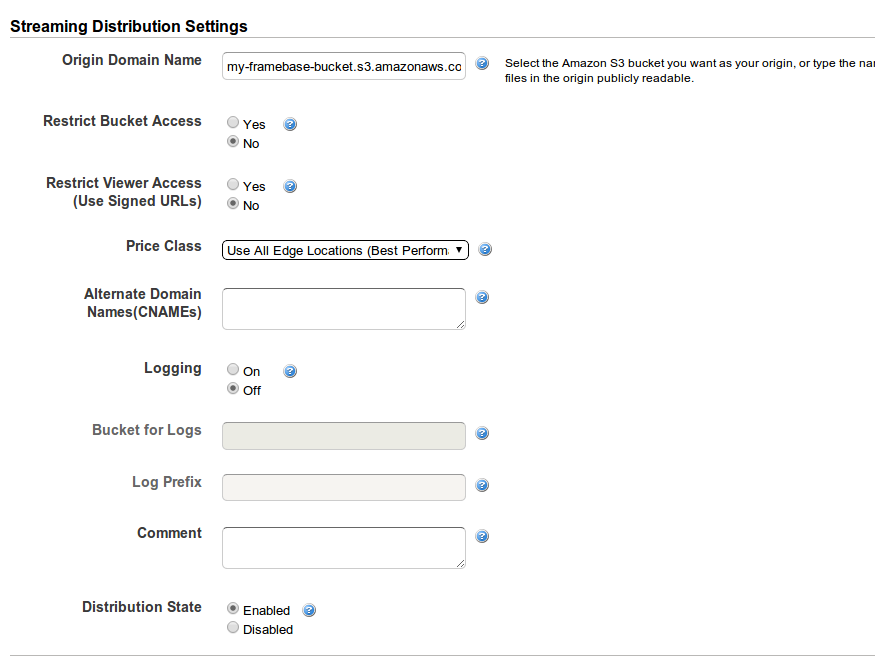 Streaming Distribution Settings
Origin Domain Name
my-framebase-bucket.s3.amazonaws.co
Select the Amazon S3 bucket you want as your origin, or type the
files in the origin publicly readable.
Restrict Bucket Access
Yes
No
Restrict Viewer Access
(Use Signed URLs)
Yes
No
Price Class
Use All Edge Locations (Best Perform
Alternate Domain
Names(CNAMEs)
Logging
On
Off
Bucket for Logs
Log Prefix
Comment
Distribution State
Enabled
Disabled